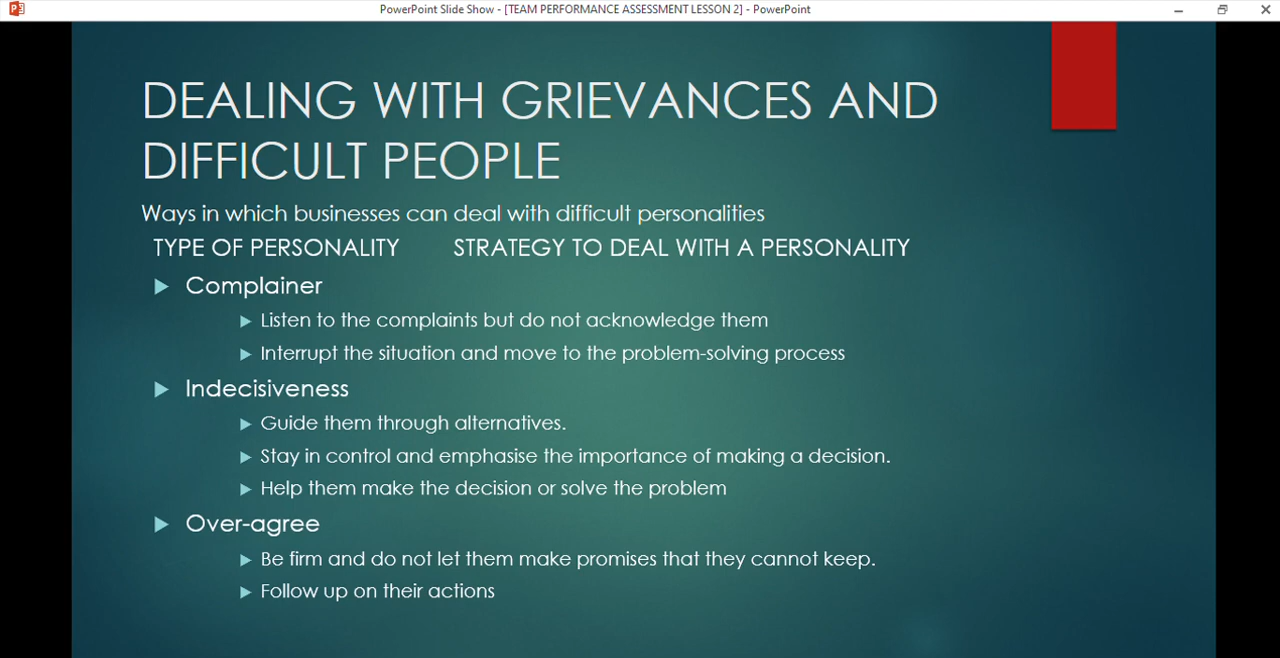 PowerPoint Slide Show - [TEAM PERFORMANCE ASSESSMENT LESSON 2] - PowerPoint
DEALING WITH GRIEVANCES AND
DIFFICULT PEOPLE
Ways in which businesses can deal with difficult personalities
TYPE OF PERSONALITY STRATEGY TO DEAL WITH A PERSONALITY
Complainer
Listen to the complaints but do not acknowledge them
Interrupt the situation and move to the problem-solving process
Indecisiveness
Guide them through alternatives.
Stay in control and emphasise the importance of making a decision.
Help them make the decision or solve the problem
Over-agree
Be firm and do not let them make promises that they cannot keep.
Follow up on their actions